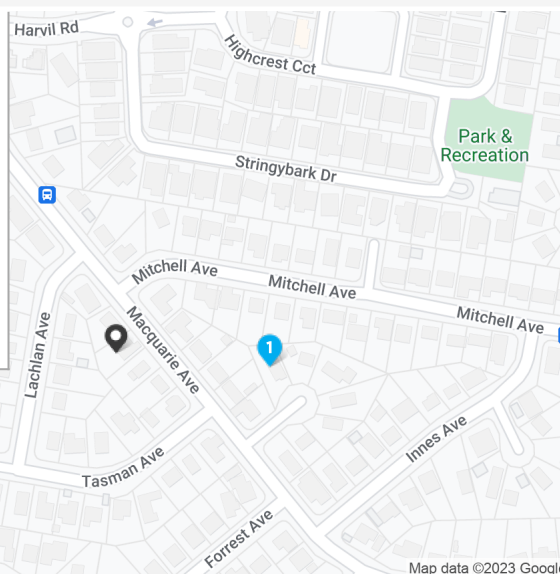 Harvil Rd
Highcrest Cct
Park &
Recreation
Stringybark Dr
Mitchell Ave
Mitchell Ave
Mitchell Ave
Macquarie Ave
1
Lachlan Ave
Innes Ave
Tasman Ave
Forrest Ave
Map data ©2023 Google